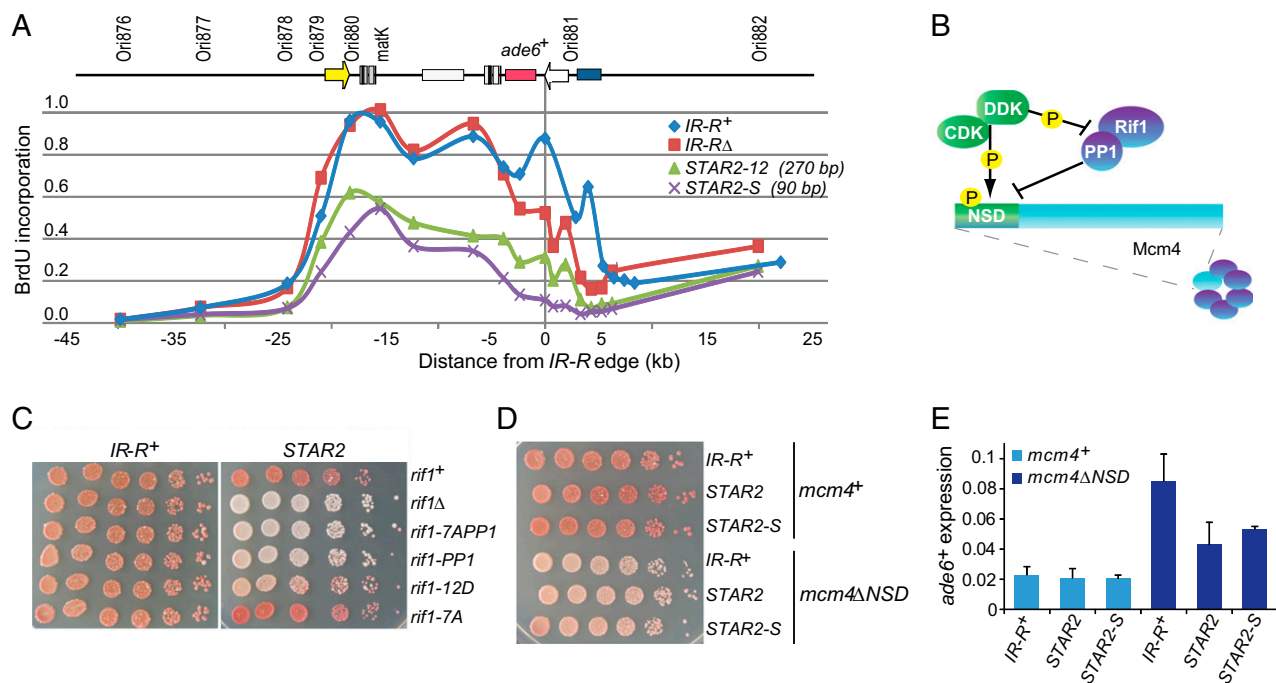 A
Ori876
Ori877
Ori878
Ori879
Ori880
matK
ade6+
Ori881
Ori882
BrdU incorporation
1.0
0.8
0.6
0.4
0.2
0.0
IR-R+
IR-RΔ
STAR2-12 (270 bp)
STAR2-S (90 bp)
-45 -35 -25 -15 -5 0 5 15 25
Distance from IR-R edge (kb)
B
DDK
CDK
P
P
P
Rif1
PP1
NSD
Mcm4
C
IR-R+ STAR2
rif1+
rif1Δ
rif1-7APP1
rif1-PP1
rif1-12D
rif1-7A
D
IR-R+
STAR2
STAR2-S
mcm4+
IR-R+
STAR2
STAR2-S
mcm4ΔNSD
E
ade6+ expression
0.1
0.08
0.06
0.04
0.02
0
mcm4+
mcm4ΔNSD
IR-R+
STAR2
STAR2-S
IR-R+
STAR2
STAR2-S